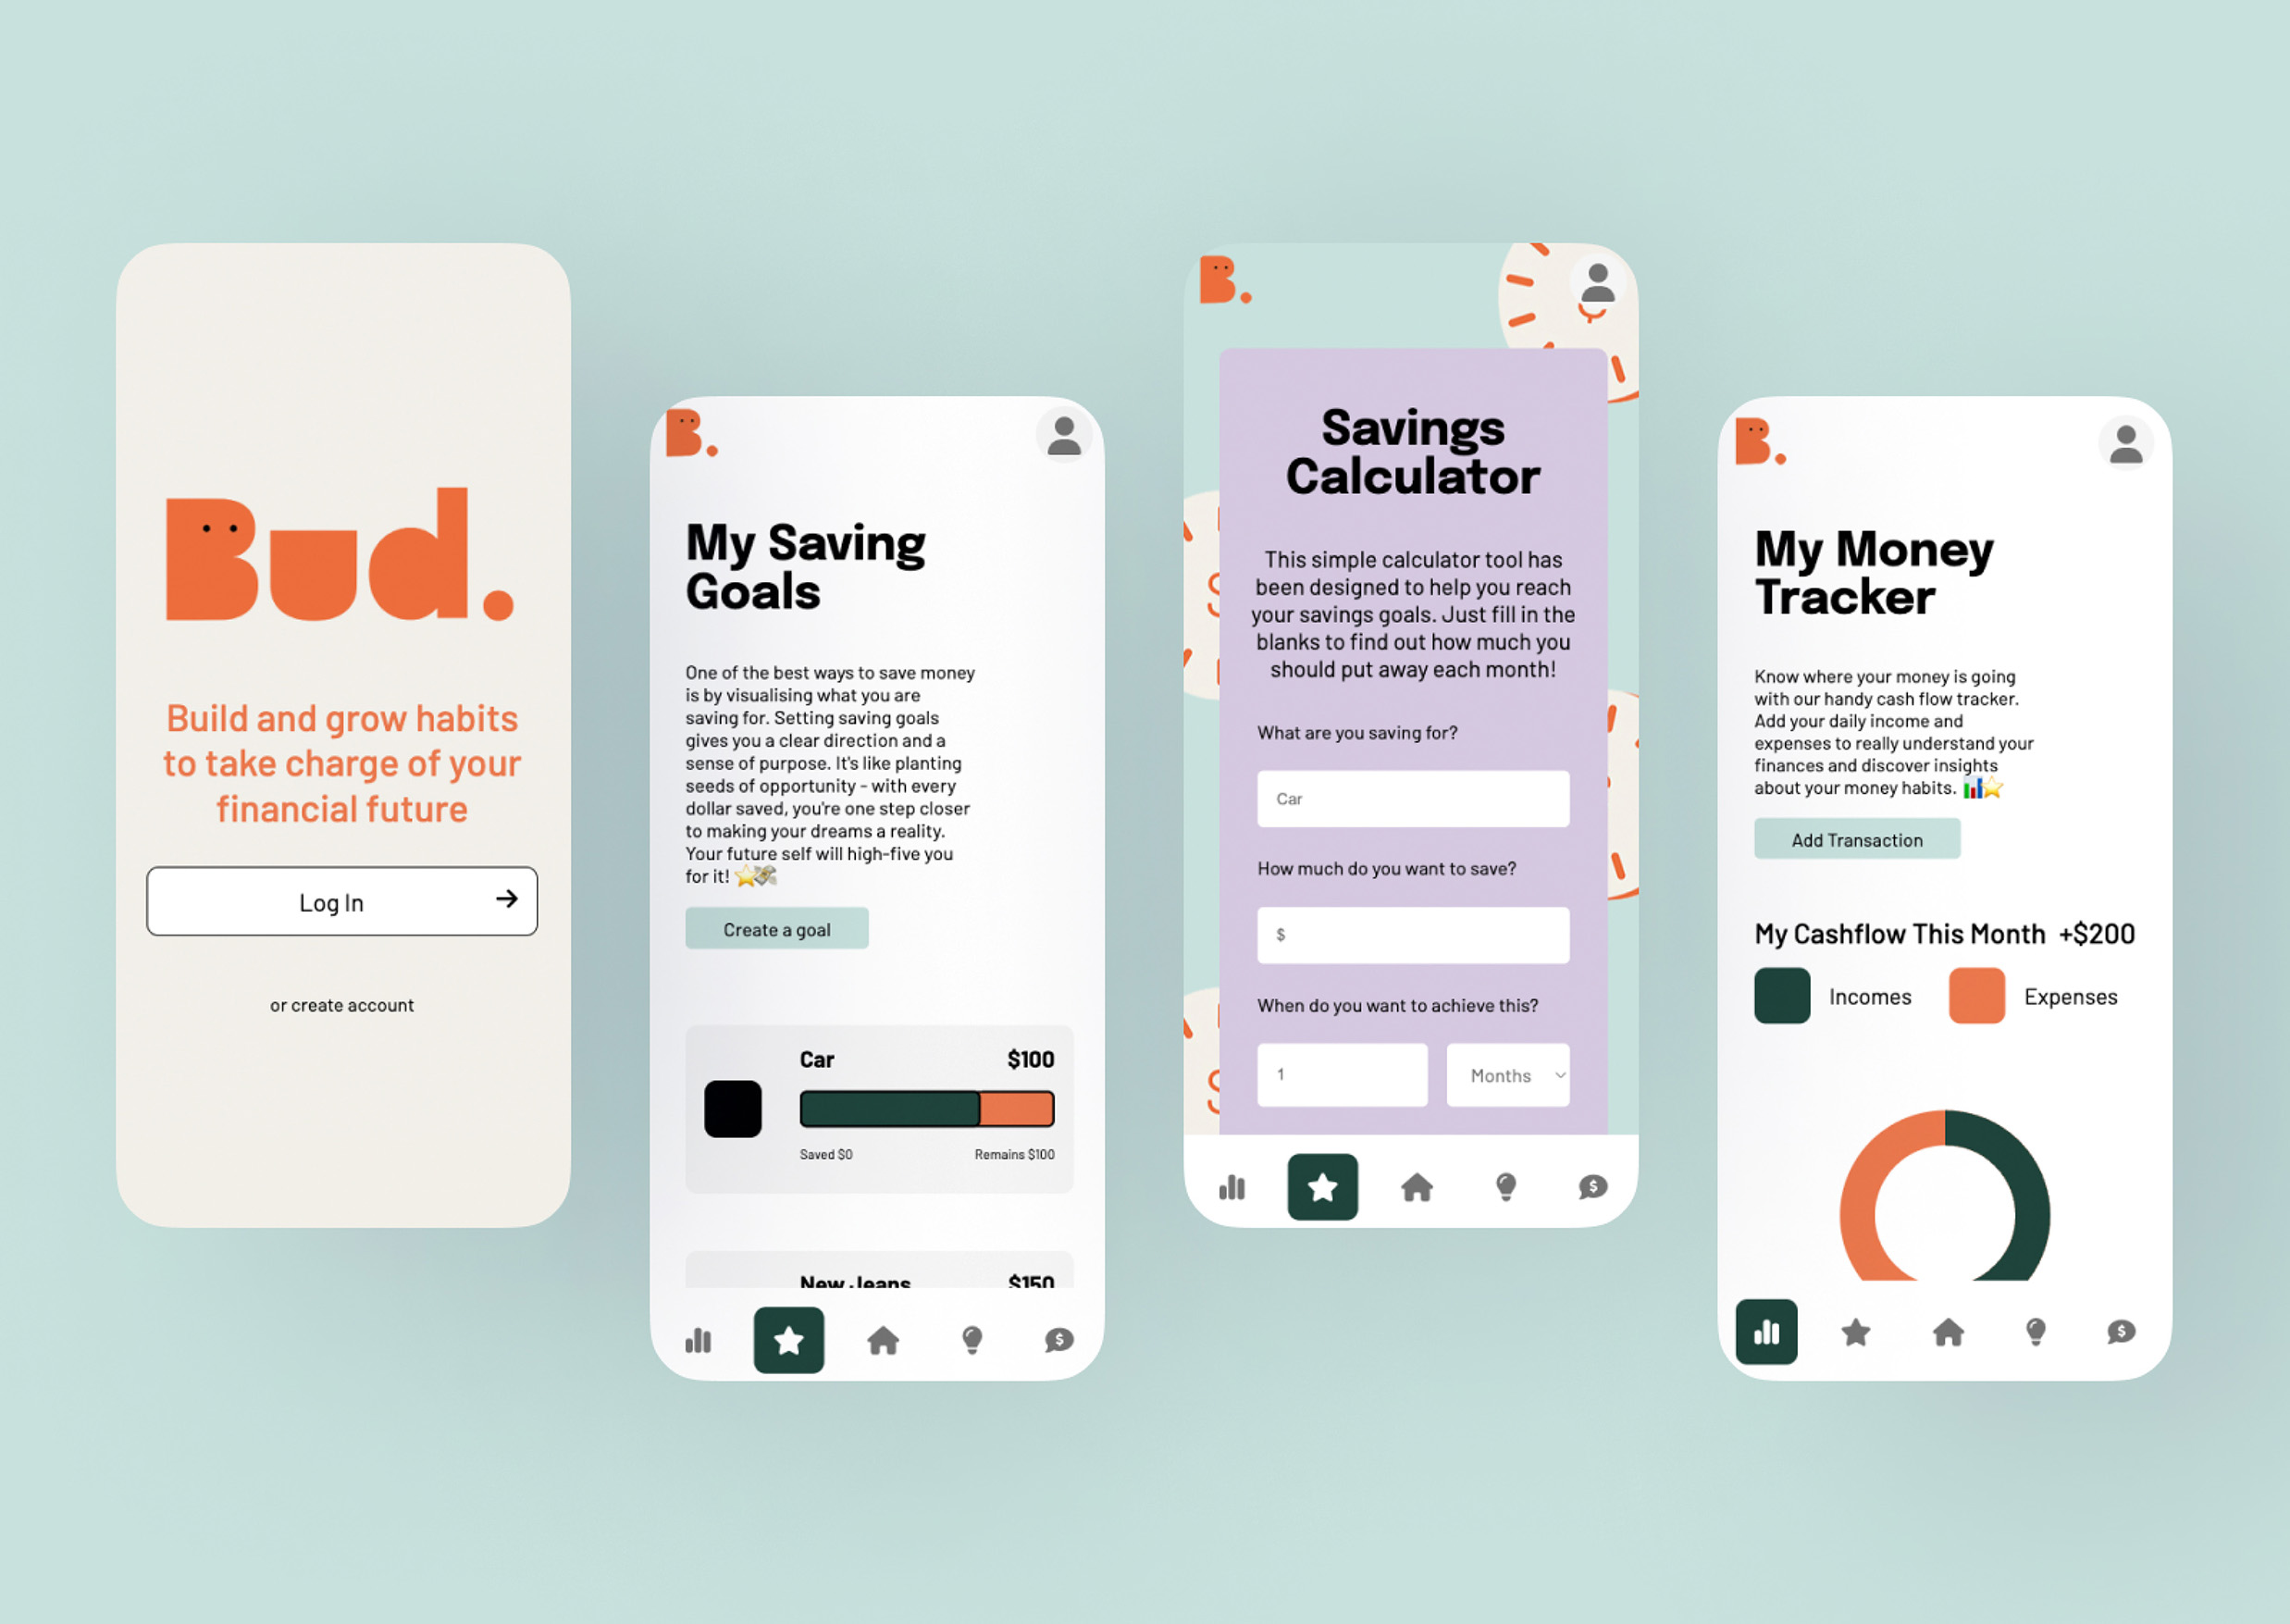 Bud.
Build and grow habits
to take charge of your
financial future
Log In
or create account
B.
My Saving
Goals
One of the best ways to save money
is by visualising what you are
saving for. Setting saving goals
gives you a clear direction and a
sense of purpose. It's like planting
seeds of opportunity - with every
dollar saved, you're one step closer
to making your dreams a reality.
Your future self will high-five you
for it! ⭐💸
Create a goal
Car $100
Saved $0 Remains $100
New Jeans $150
$
B.
Savings
Calculator
This simple calculator tool has
been designed to help you reach
your savings goals. Just fill in the
blanks to find out how much you
should put away each month!
What are you saving for?
Car
How much do you want to save?
$
When do you want to achieve this?
1 Months
$
B.
My Money
Tracker
Know where your money is going
with our handy cash flow tracker.
Add your daily income and
expenses to really understand your
finances and discover insights
about your money habits. 📊⭐
Add Transaction
My Cashflow This Month +$200
Incomes Expenses
$